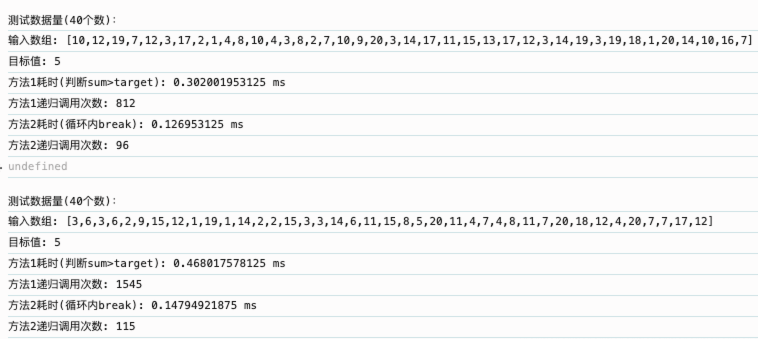 测试数据量(40个数):
输入数组: [10,12,19,7,12,3,17,2,1,4,8,10,4,3,8,2,7,10,9,20,3,14,17,11,15,13,17,12,3,14,19,3,19,18,1,20,14,10,16,7]
目标值: 5
方法1耗时(判断sum>target): 0.302001953125 ms
方法1递归调用次数: 812
方法2耗时(循环内break): 0.126953125 ms
方法2递归调用次数: 96
undefined
测试数据量(40个数):
输入数组: [3,6,3,6,2,9,15,12,1,19,1,14,2,2,15,3,3,14,6,11,15,8,5,20,11,4,7,4,8,11,7,20,18,12,4,20,7,7,17,12]
目标值: 5
方法1耗时(判断sum>target): 0.468017578125 ms
方法1递归调用次数: 1545
方法2耗时(循环内break): 0.14794921875 ms
方法2递归调用次数: 115